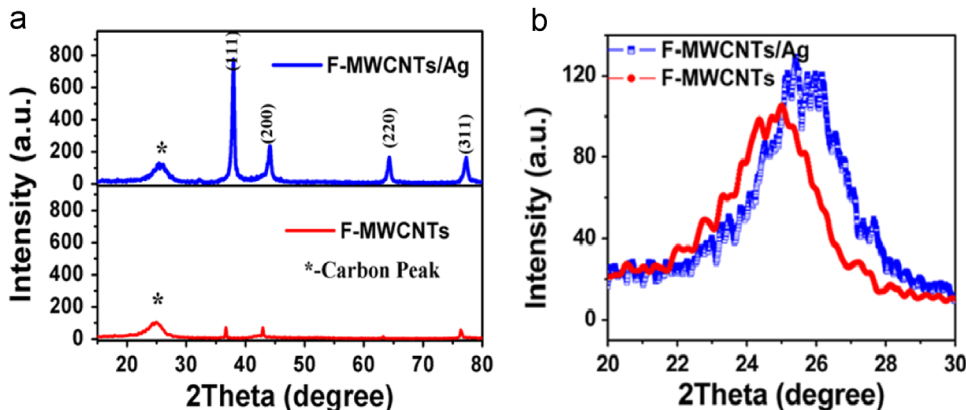 a
Intensity (a.u.)
800
600
400
200
0
800
600
400
200
0
(111)
(200)
(220)
(311)
F-MWCNTs/Ag
*
F-MWCNTs
*-Carbon Peak
*
20 30 40 50 60 70 80
2Theta (degree)
b
Intensity (a.u.)
120
80
40
0
F-MWCNTs/Ag
F-MWCNTs
20 22 24 26 28 30
2Theta (degree)